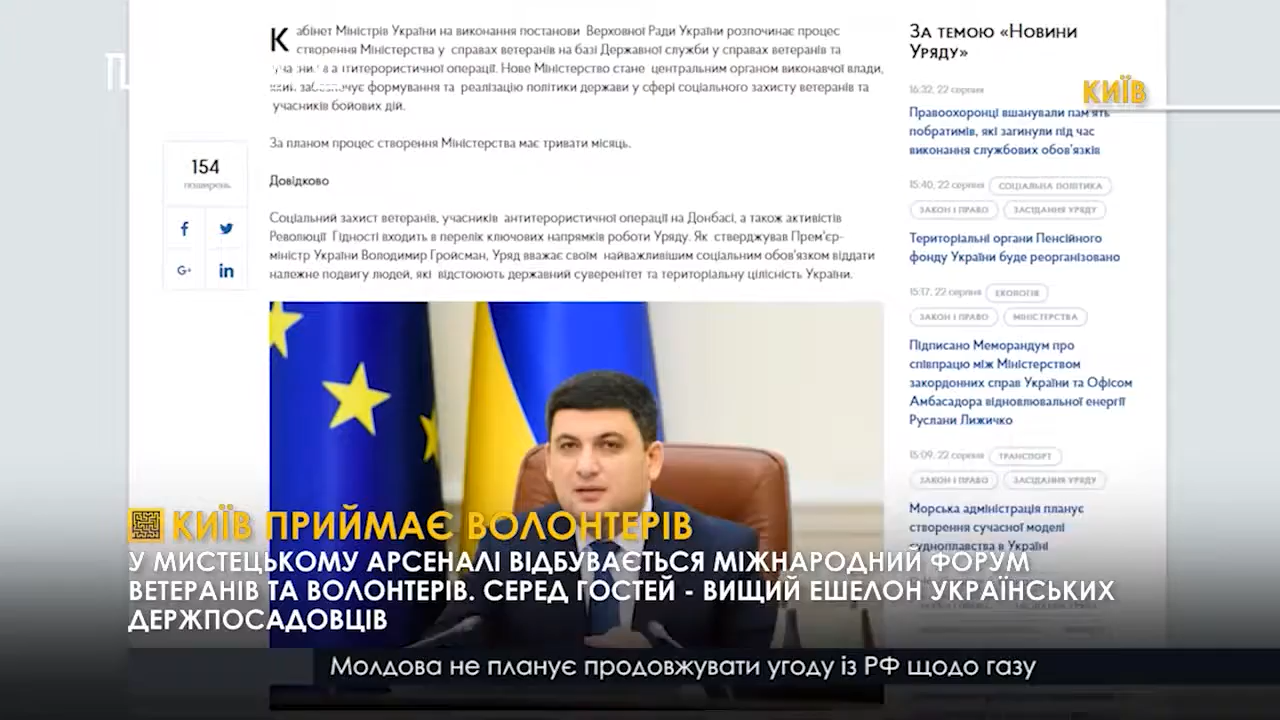 Кабінет Міністрів України на виконання постанови Верховної Ради України розпочинає процес
створення Міністерства у справах ветеранів на базі Державної служби у справах ветеранів та
антитерористичної операції. Нове Міністерство стане центральним органом виконавчої влади,
формування та реалізацію політики держави у сфері соціального захисту ветеранів та
учасників бойових дій.
За планом процес створення Міністерства має тривати місяць.
154
поширень
Довідково
Соціальний захист ветеранів, учасників антитерористичної операції на Донбасі, а також активістів
Революції Гідності входить в перелік ключових напрямків роботи Уряду. Як стверджував Прем'єр-
міністр України Володимир Гройсман, Уряд вважає своїм найважливішим соціальним обов'язком віддати
належне подвигу людей, які відстоюють державний суверенітет та територіальну цілісність України.
f
G+
in
За темою «Новини
Уряду»
16:32, 22 серпня
КИЇВ
Правоохоронці вшанували пам'ять
побратимів, які загинули під час
виконання службових обов'язків
15:40, 22 серпня СОЦІАЛЬНА ПОЛІТИКА
ЗАКОН І ПРАВО ЗАСІДАННЯ УРЯДУ
Територіальні органи Пенсійного
фонду України буде реорганізовано
15:17, 22 серпня ЕКОЛОГІЯ
ЗАКОН І ПРАВО МІНІСТЕРСТВА
Підписано Меморандум про
співпрацю між Міністерством
закордонних справ України та Офісом
Амбасадора відновлювальної енергії
Руслани Лижичко
15:09, 22 серпня ТРАНСПОРТ
ЗАКОН І ПРАВО ЗАСІДАННЯ УРЯДУ
Морська адміністрація планує
створення сучасної моделі
судноплавства в Україні
КИЇВ ПРИЙМАЄ ВОЛОНТЕРІВ
У МИСТЕЦЬКОМУ АРСЕНАЛІ ВІДБУВАЄТЬСЯ МІЖНАРОДНИЙ ФОРУМ
ВЕТЕРАНІВ ТА ВОЛОНТЕРІВ. СЕРЕД ГОСТЕЙ - ВИЩИЙ ЕШЕЛОН УКРАЇНСЬКИХ
ДЕРЖПОСАДОВЦІВ
Молдова не планує продовжувати угоду із РФ щодо газу